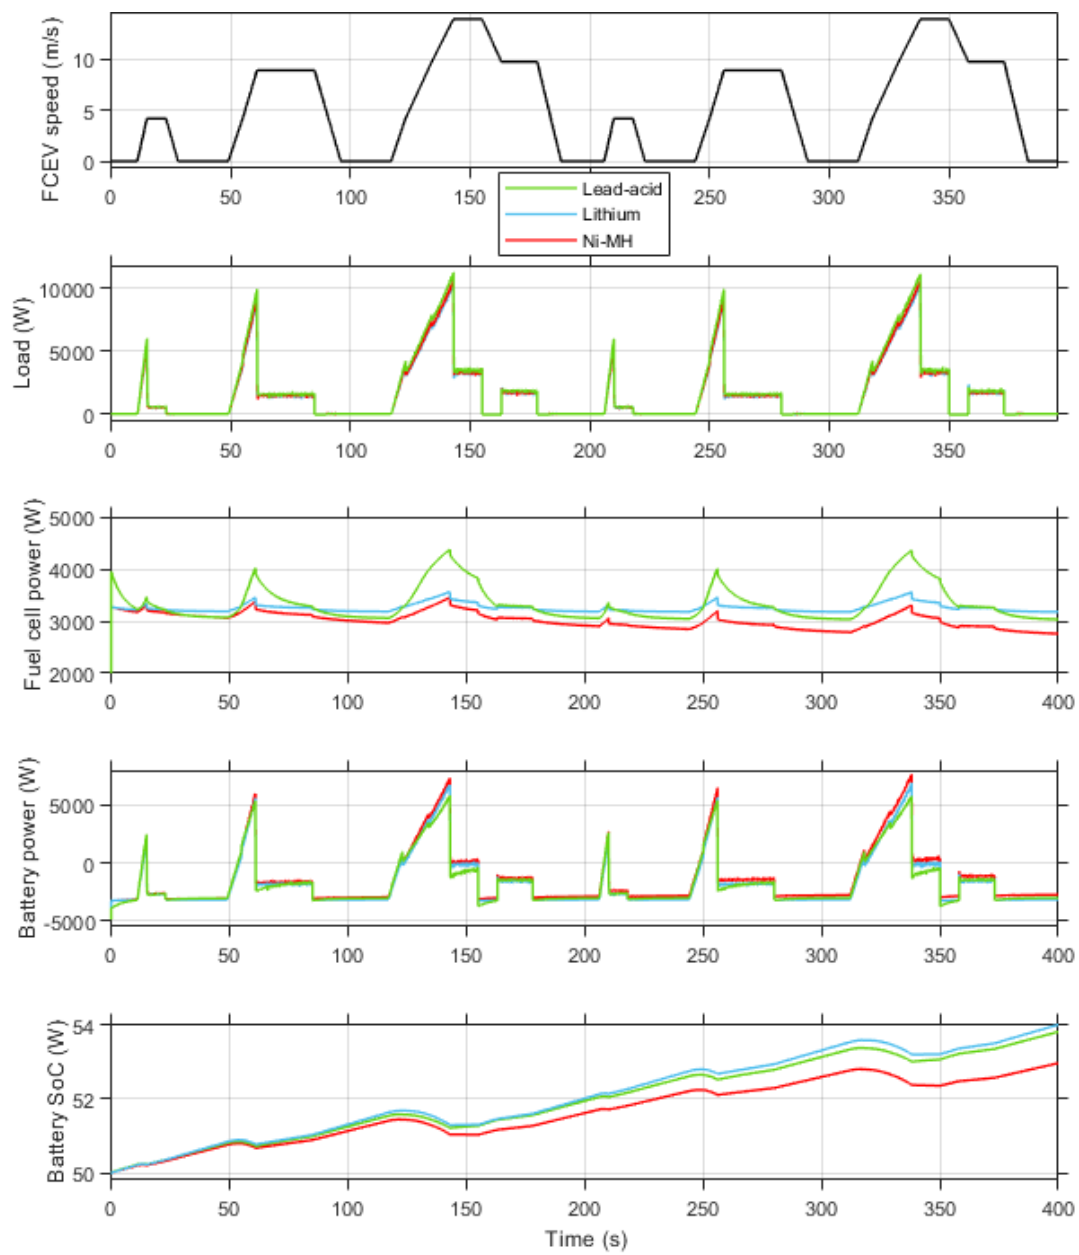 FCEV speed (m/s)
10
5
0
0 50 100 150 200 250 300 350
Lead-acid
Lithium
Ni-MH
Load (W)
10000
5000
0
0 50 100 150 200 250 300 350
Fuel cell power (W)
5000
4000
3000
2000
0 50 100 150 200 250 300 350 400
Battery power (W)
5000
0
-5000
0 50 100 150 200 250 300 350 400
Battery SoC (W)
54
52
50
0 50 100 150 200 250 300 350 400
Time (s)